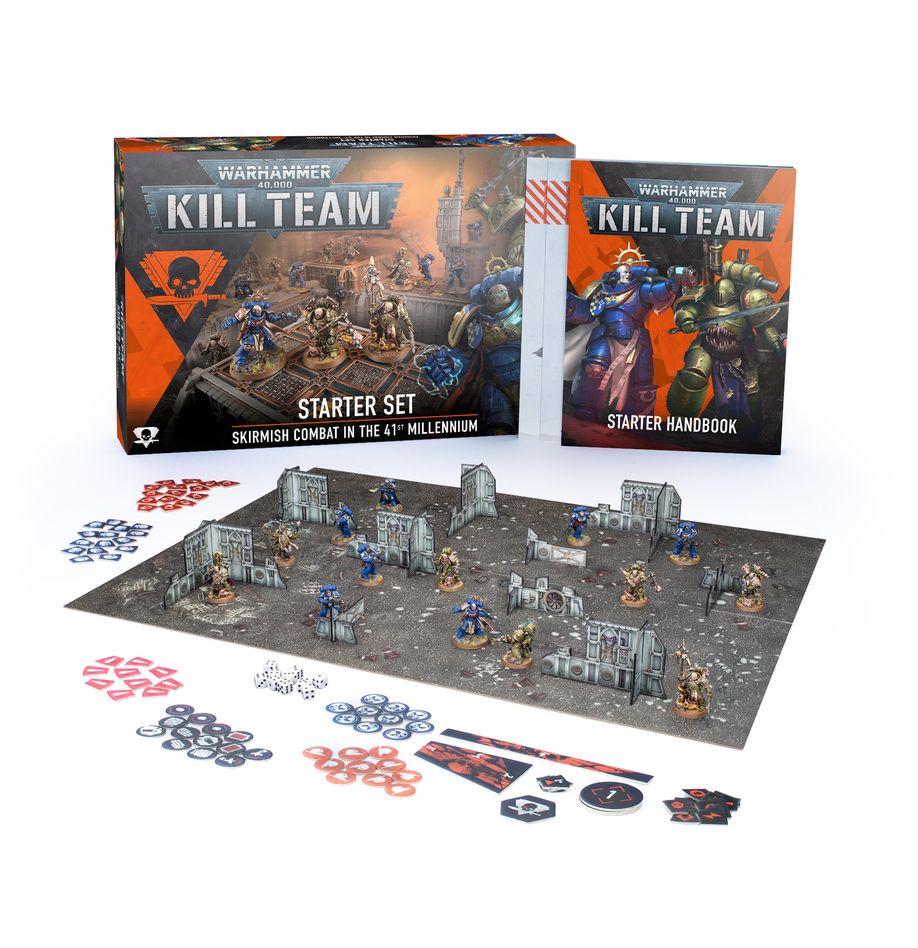 WARHAMMER
40,000
KILL TEAM
STARTER SET
SKIRMISH COMBAT IN THE 41ST MILLENNIUM
WARHAMMER
40,000
KILL TEAM
STARTER HANDBOOK
1